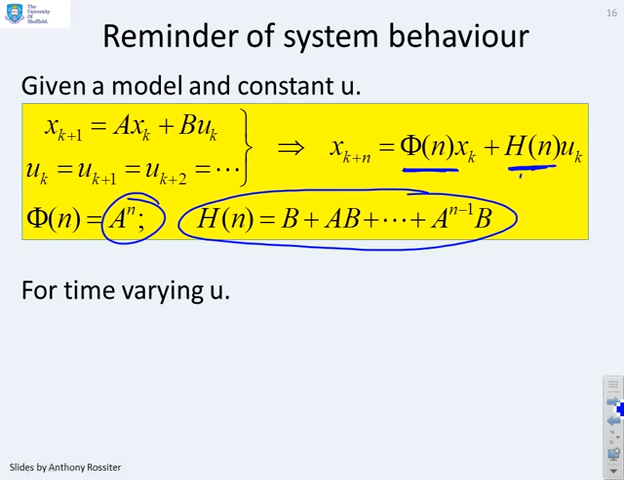 The
University
Of
Sheffield.
16
Reminder of system behaviour
Given a model and constant u.
x_{k+1} = Ax_k + Bu_k
u_k = u_{k+1} = u_{k+2} = ⋯
⇒ x_{k+n} = Φ(n)x_k + H(n)u_k
Φ(n) = A^n; H(n) = B + AB + ⋯ + A^{n−1}B
For time varying u.
Slides by Anthony Rossiter